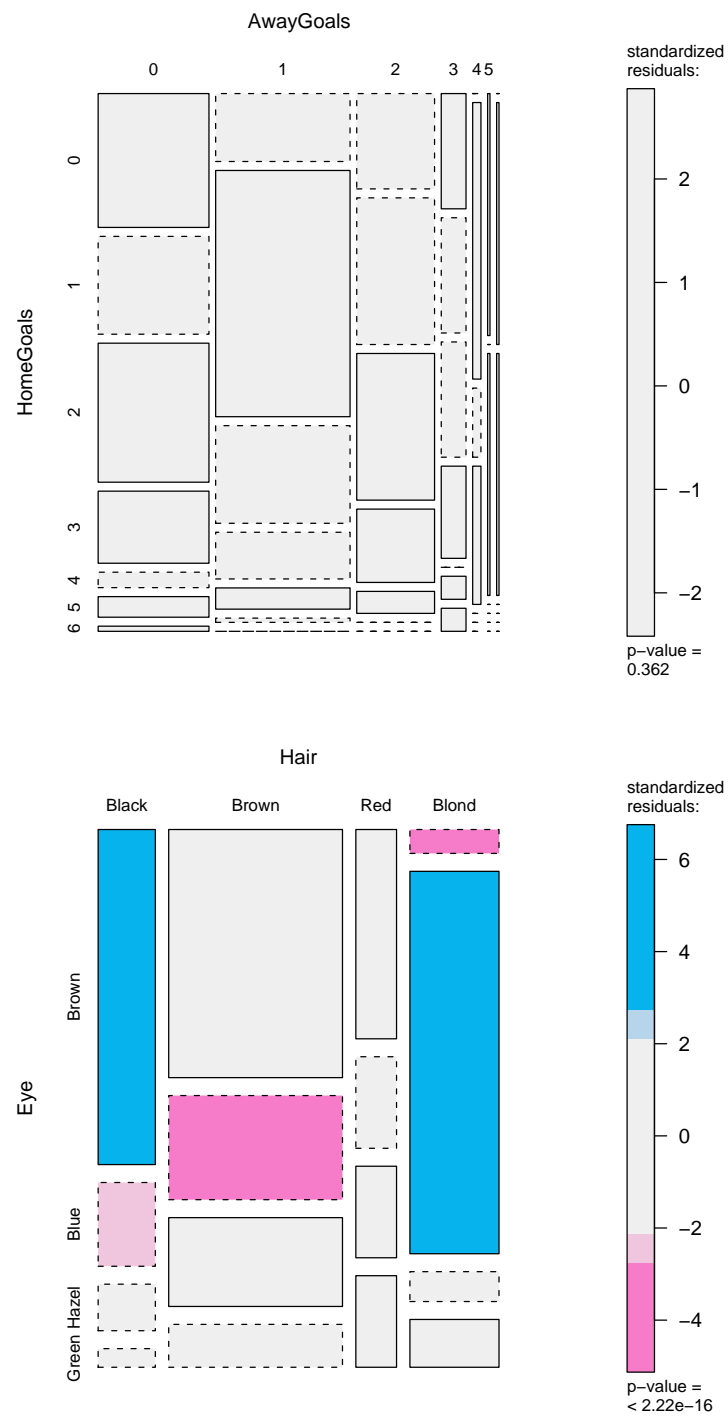 AwayGoals
0 1 2 3 4 5
standardized
residuals:
HomeGoals
0
1
2
3
4
5
6
2
1
0
−1
−2
p−value =
0.362
Hair
Black Brown Red Blond
standardized
residuals:
Eye
Brown
Blue
Hazel
Green
6
4
2
0
−2
−4
p−value =
< 2.22e−16